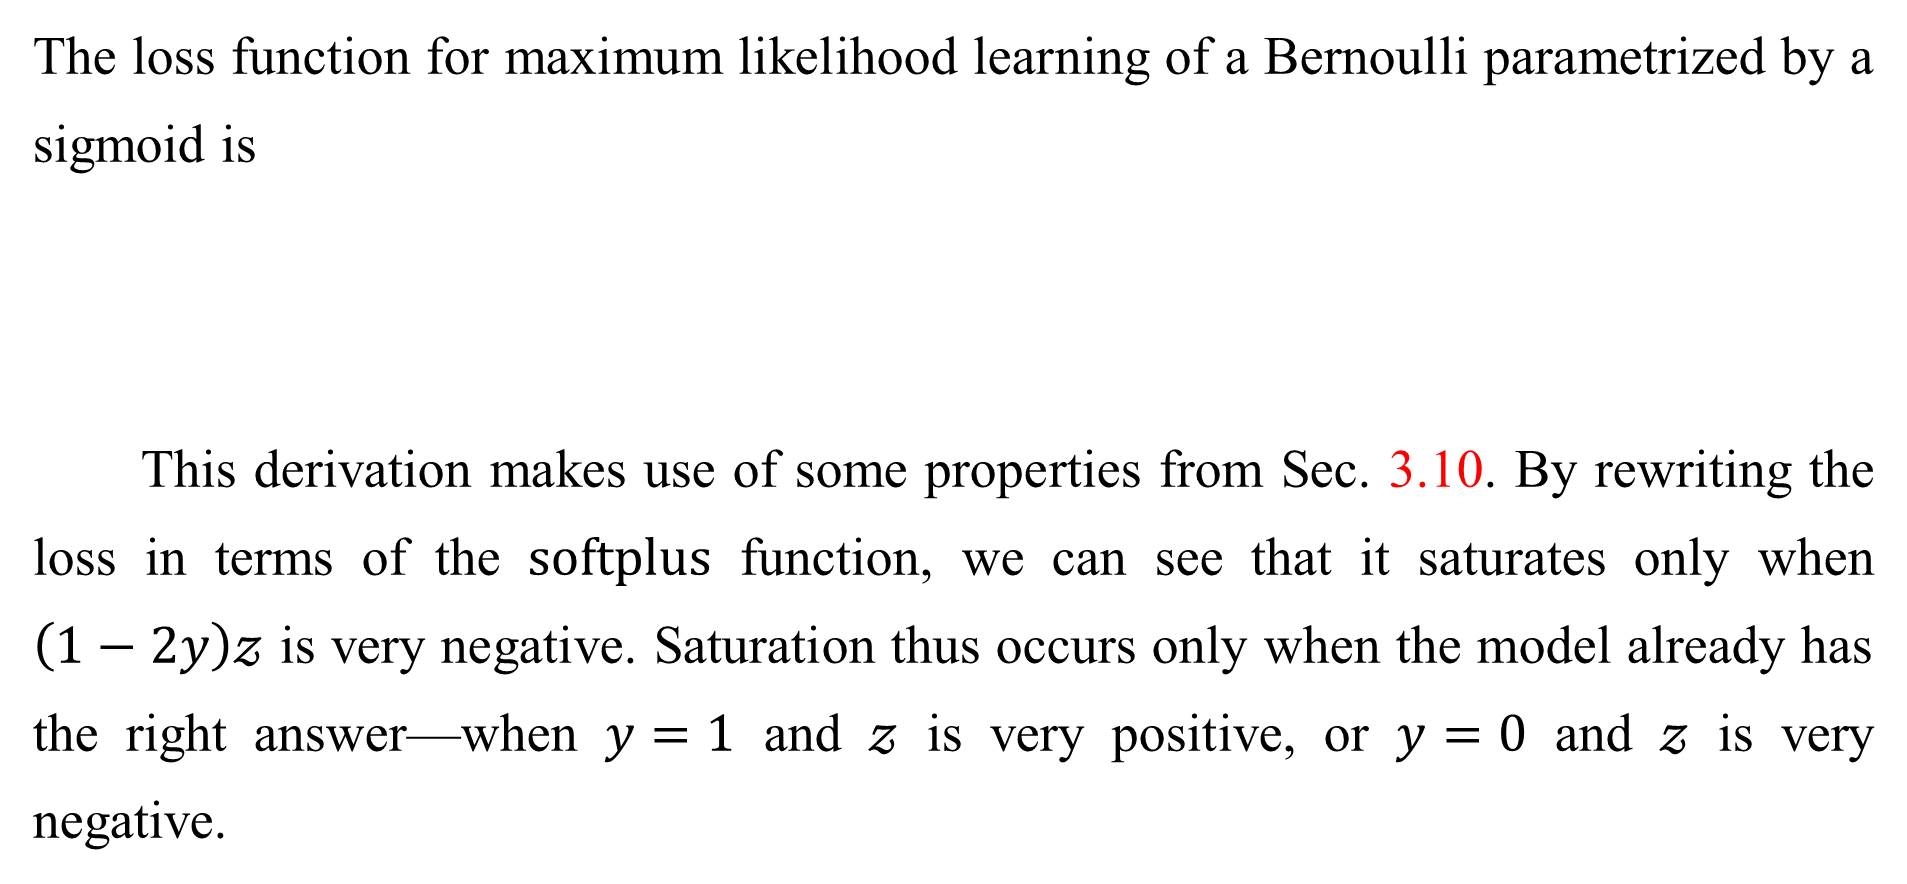 The loss function for maximum likelihood learning of a Bernoulli parametrized by a
sigmoid is
This derivation makes use of some properties from Sec. 3.10. By rewriting the
loss in terms of the softplus function, we can see that it saturates only when
(1 − 2y)z is very negative. Saturation thus occurs only when the model already has
the right answer—when y = 1 and z is very positive, or y = 0 and z is very
negative.